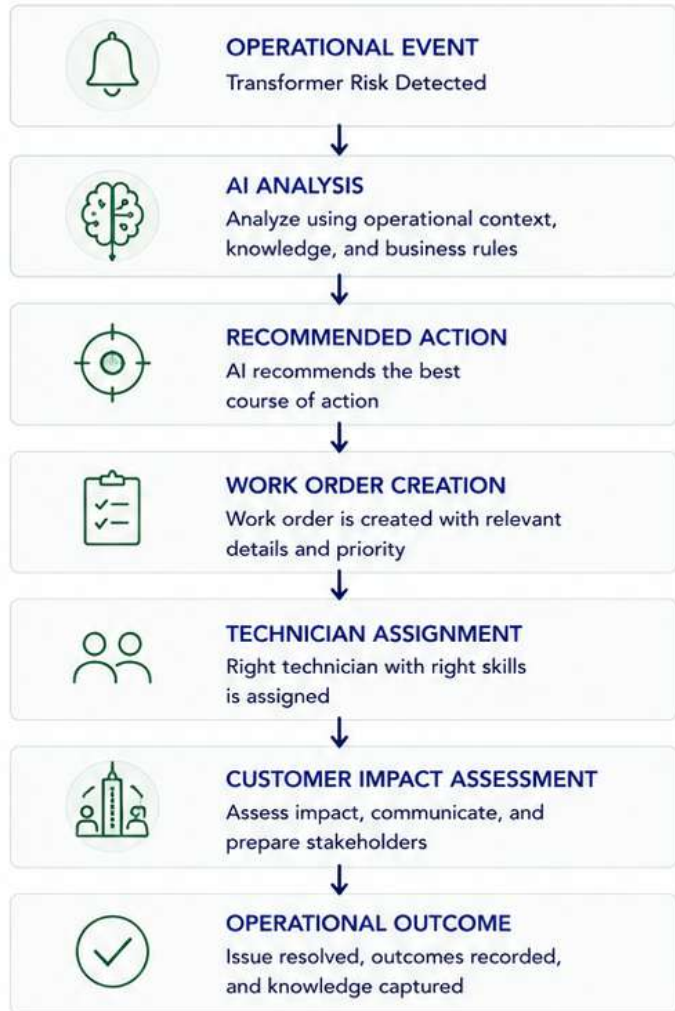 OPERATIONAL EVENT
Transformer Risk Detected
AI ANALYSIS
Analyze using operational context,
knowledge, and business rules
RECOMMENDED ACTION
AI recommends the best
course of action
WORK ORDER CREATION
Work order is created with relevant
details and priority
TECHNICIAN ASSIGNMENT
Right technician with right skills
is assigned
CUSTOMER IMPACT ASSESSMENT
Assess impact, communicate, and
prepare stakeholders
OPERATIONAL OUTCOME
Issue resolved, outcomes recorded,
and knowledge captured